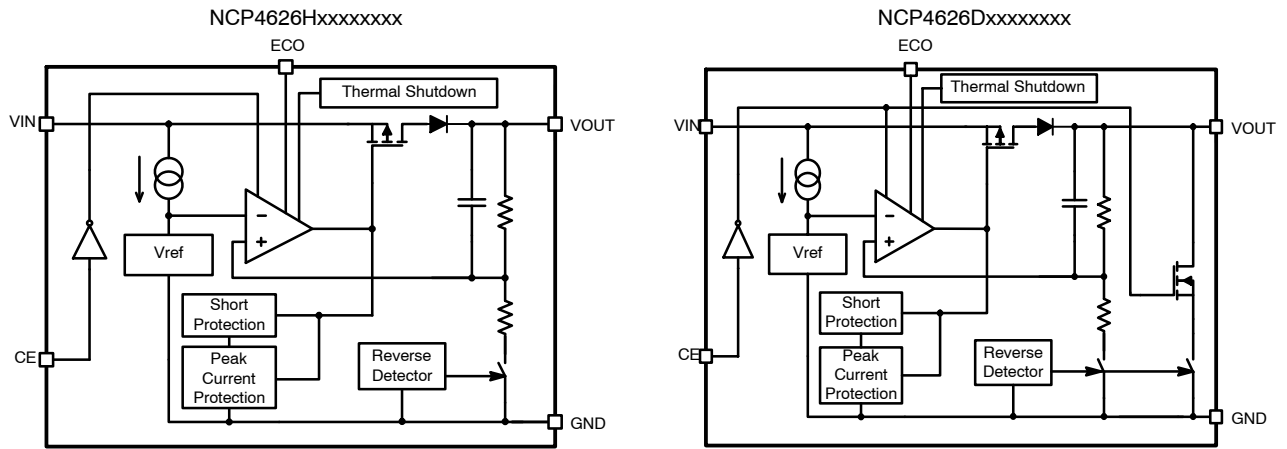 NCP4626Hxxxxxxxx
ECO
Thermal Shutdown
VIN
VOUT
−
+
Vref
Short
Protection
CE
Peak
Current
Protection
Reverse
Detector
GND
NCP4626Dxxxxxxxx
ECO
Thermal Shutdown
VIN
VOUT
−
+
Vref
Short
Protection
CE
Peak
Current
Protection
Reverse
Detector
GND